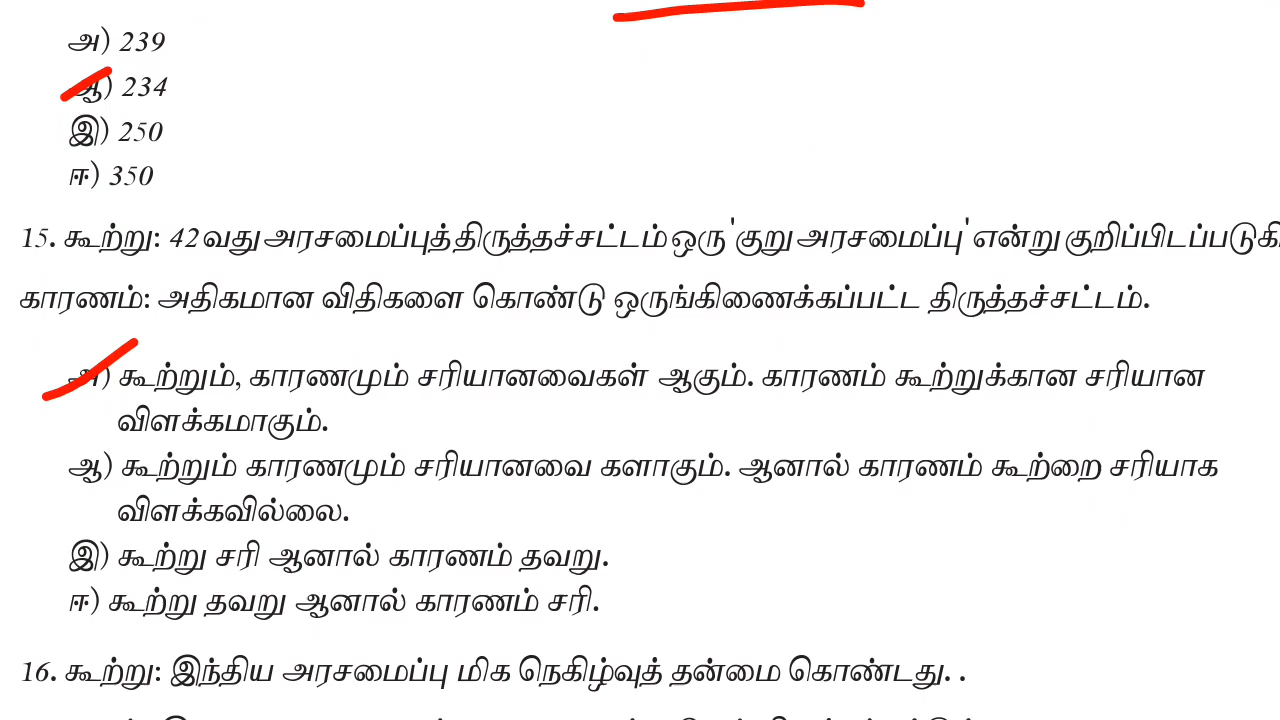 அ) 239
ஆ) 234
இ) 250
ஈ) 350
15. கூற்று: 42வது அரசமைப்புத் திருத்தச்சட்டம் ஒரு 'குறு அரசமைப்பு' என்று குறிப்பிடப்படுகி
காரணம்: அதிகமான விதிகளை கொண்டு ஒருங்கிணைக்கப்பட்ட திருத்தச்சட்டம்.
அ) கூற்றும், காரணமும் சரியானவைகள் ஆகும். காரணம் கூற்றுக்கான சரியான
விளக்கமாகும்.
ஆ) கூற்றும் காரணமும் சரியானவை களாகும். ஆனால் காரணம் கூற்றை சரியாக
விளக்கவில்லை.
இ) கூற்று சரி ஆனால் காரணம் தவறு.
ஈ) கூற்று தவறு ஆனால் காரணம் சரி.
16. கூற்று: இந்திய அரசமைப்பு மிக நெகிழ்வுத் தன்மை கொண்டது. .